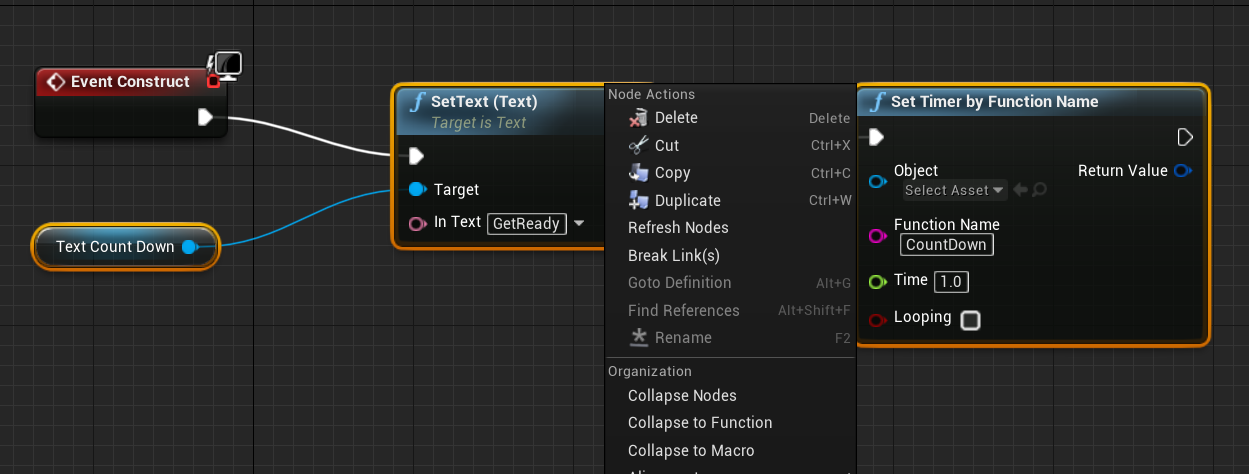 Event Construct
Text Count Down
SetText (Text)
Target is Text
Target
In Text GetReady
Node Actions
Delete Delete
Cut Ctrl+X
Copy Ctrl+C
Duplicate Ctrl+W
Refresh Nodes
Break Link(s)
Goto Definition Alt+G
Find References Alt+Shift+F
Rename F2
Organization
Collapse Nodes
Collapse to Function
Collapse to Macro
Set Timer by Function Name
Object Return Value
Select Asset
Function Name
CountDown
Time 1.0
Looping